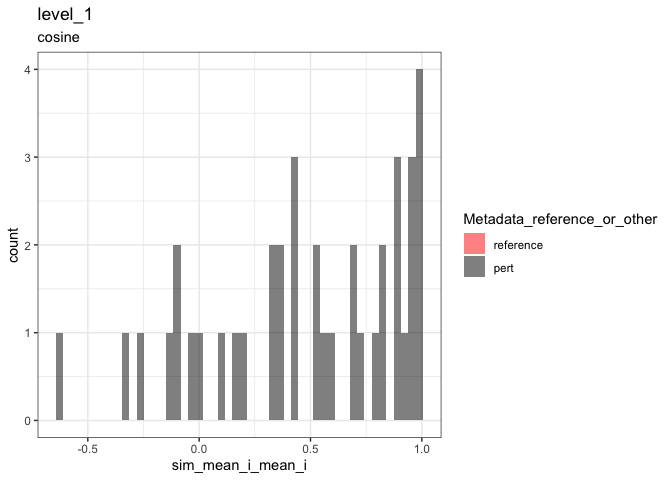 level_1
cosine
4
3
2
1
0
count
-0.5
0.0
0.5
1.0
sim_mean_i_mean_i
Metadata_reference_or_other
reference
pert